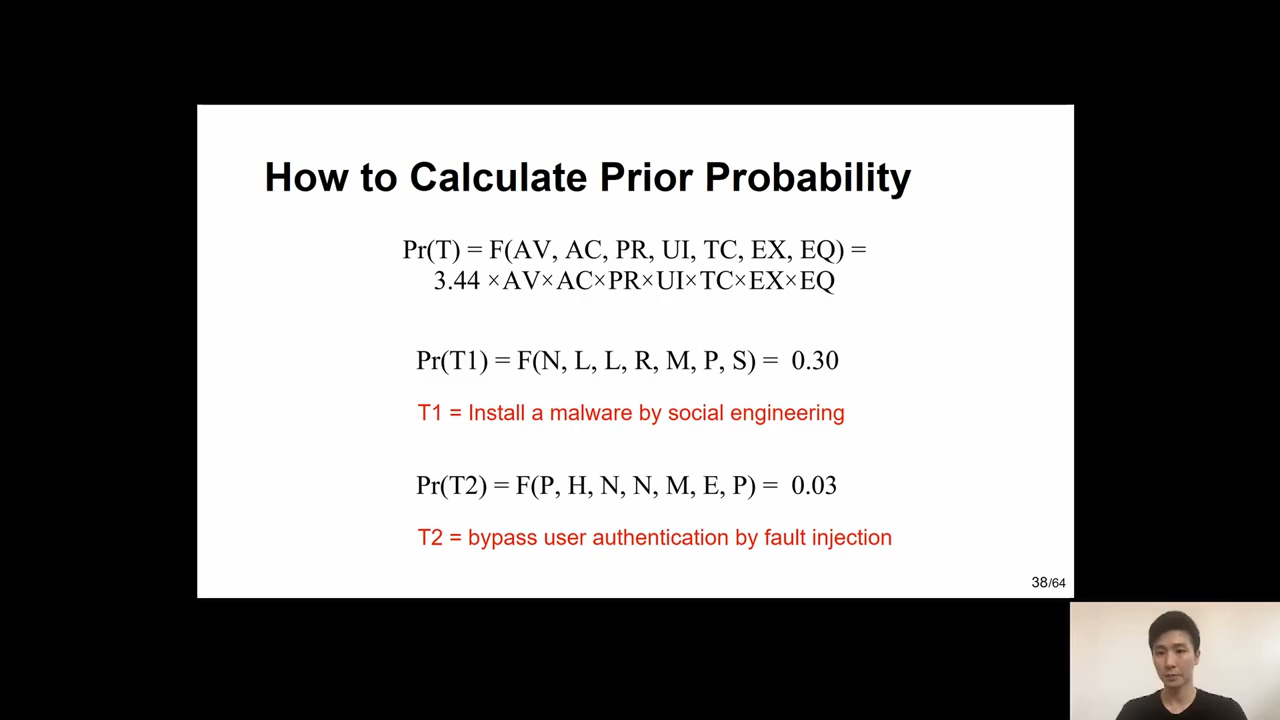 How to Calculate Prior Probability
Pr(T) = F(AV, AC, PR, UI, TC, EX, EQ) =
3.44 ×AV×AC×PR×UI×TC×EX×EQ
Pr(T1) = F(N, L, L, R, M, P, S) = 0.30
T1 = Install a malware by social engineering
Pr(T2) = F(P, H, N, N, M, E, P) = 0.03
T2 = bypass user authentication by fault injection
38/64